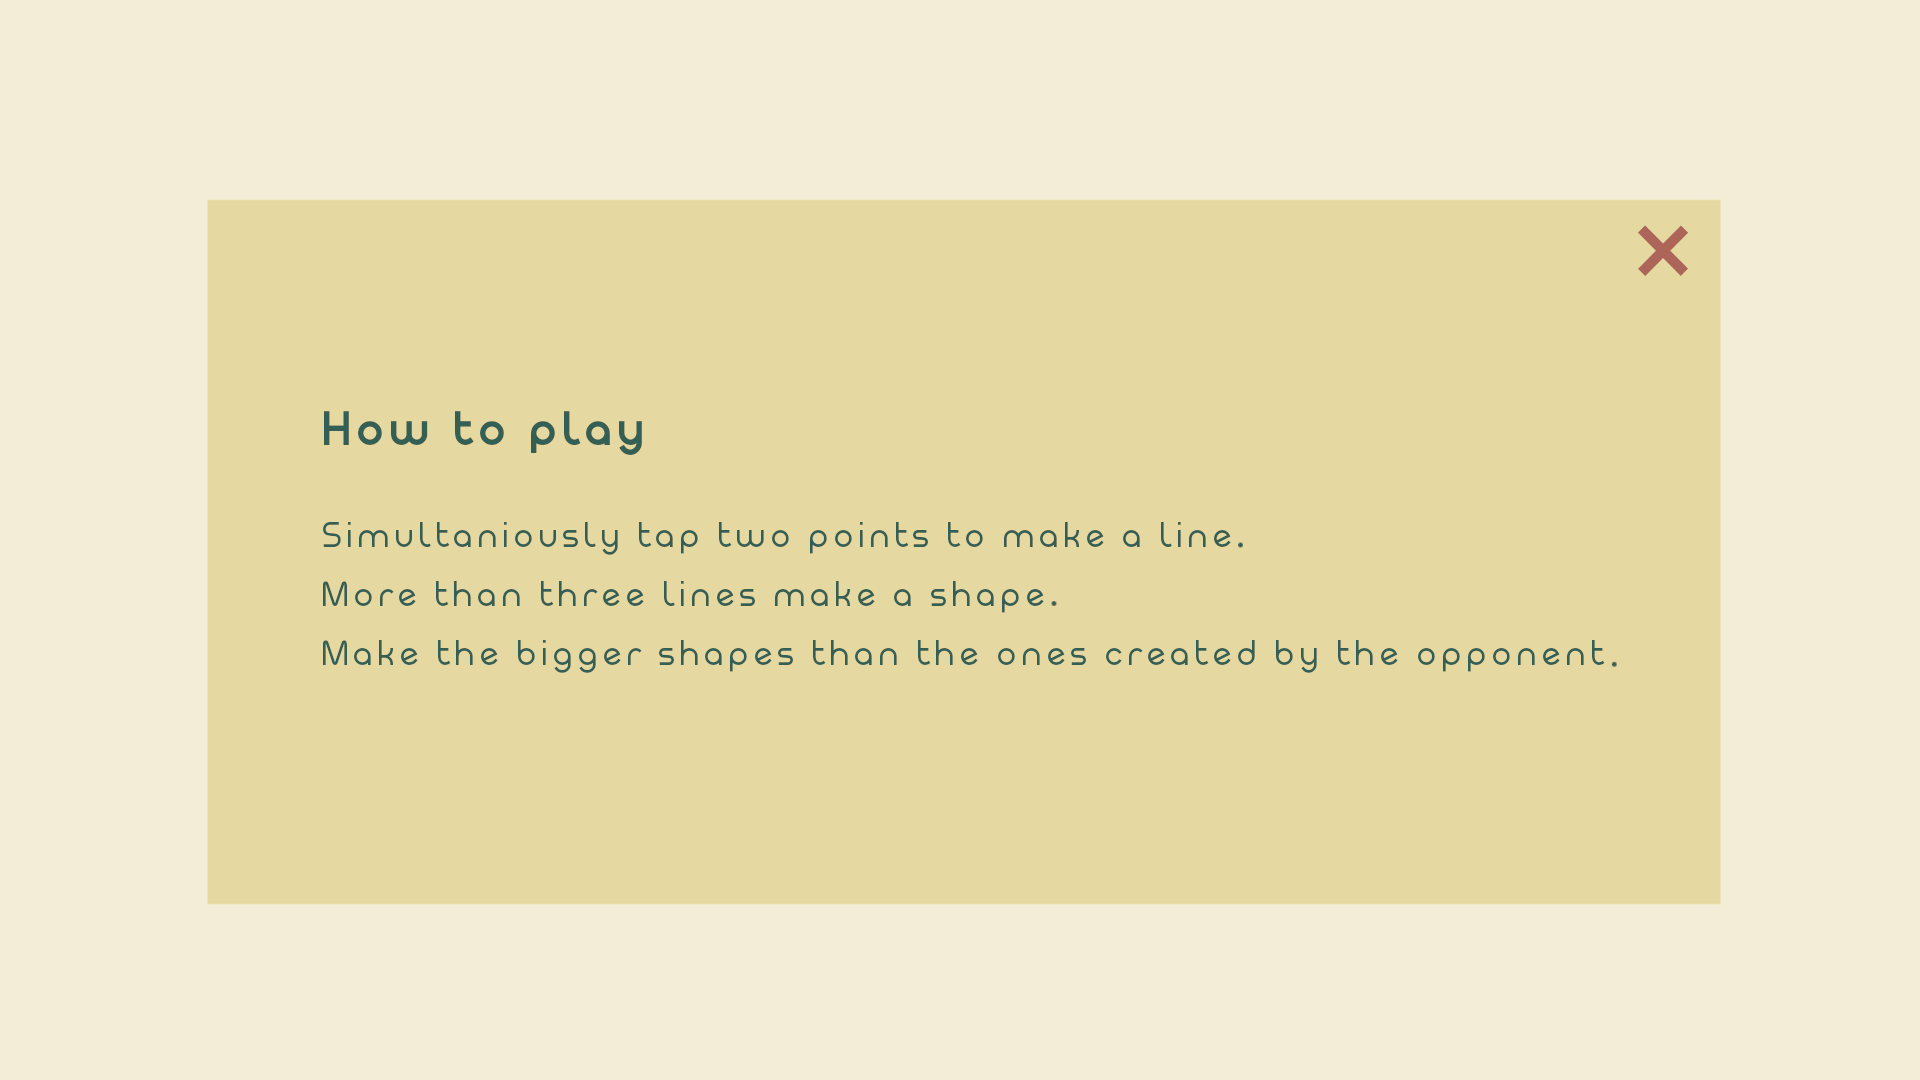 How to play
Simultaniously tap two points to make a line.
More than three lines make a shape.
Make the bigger shapes than the ones created by the opponent.